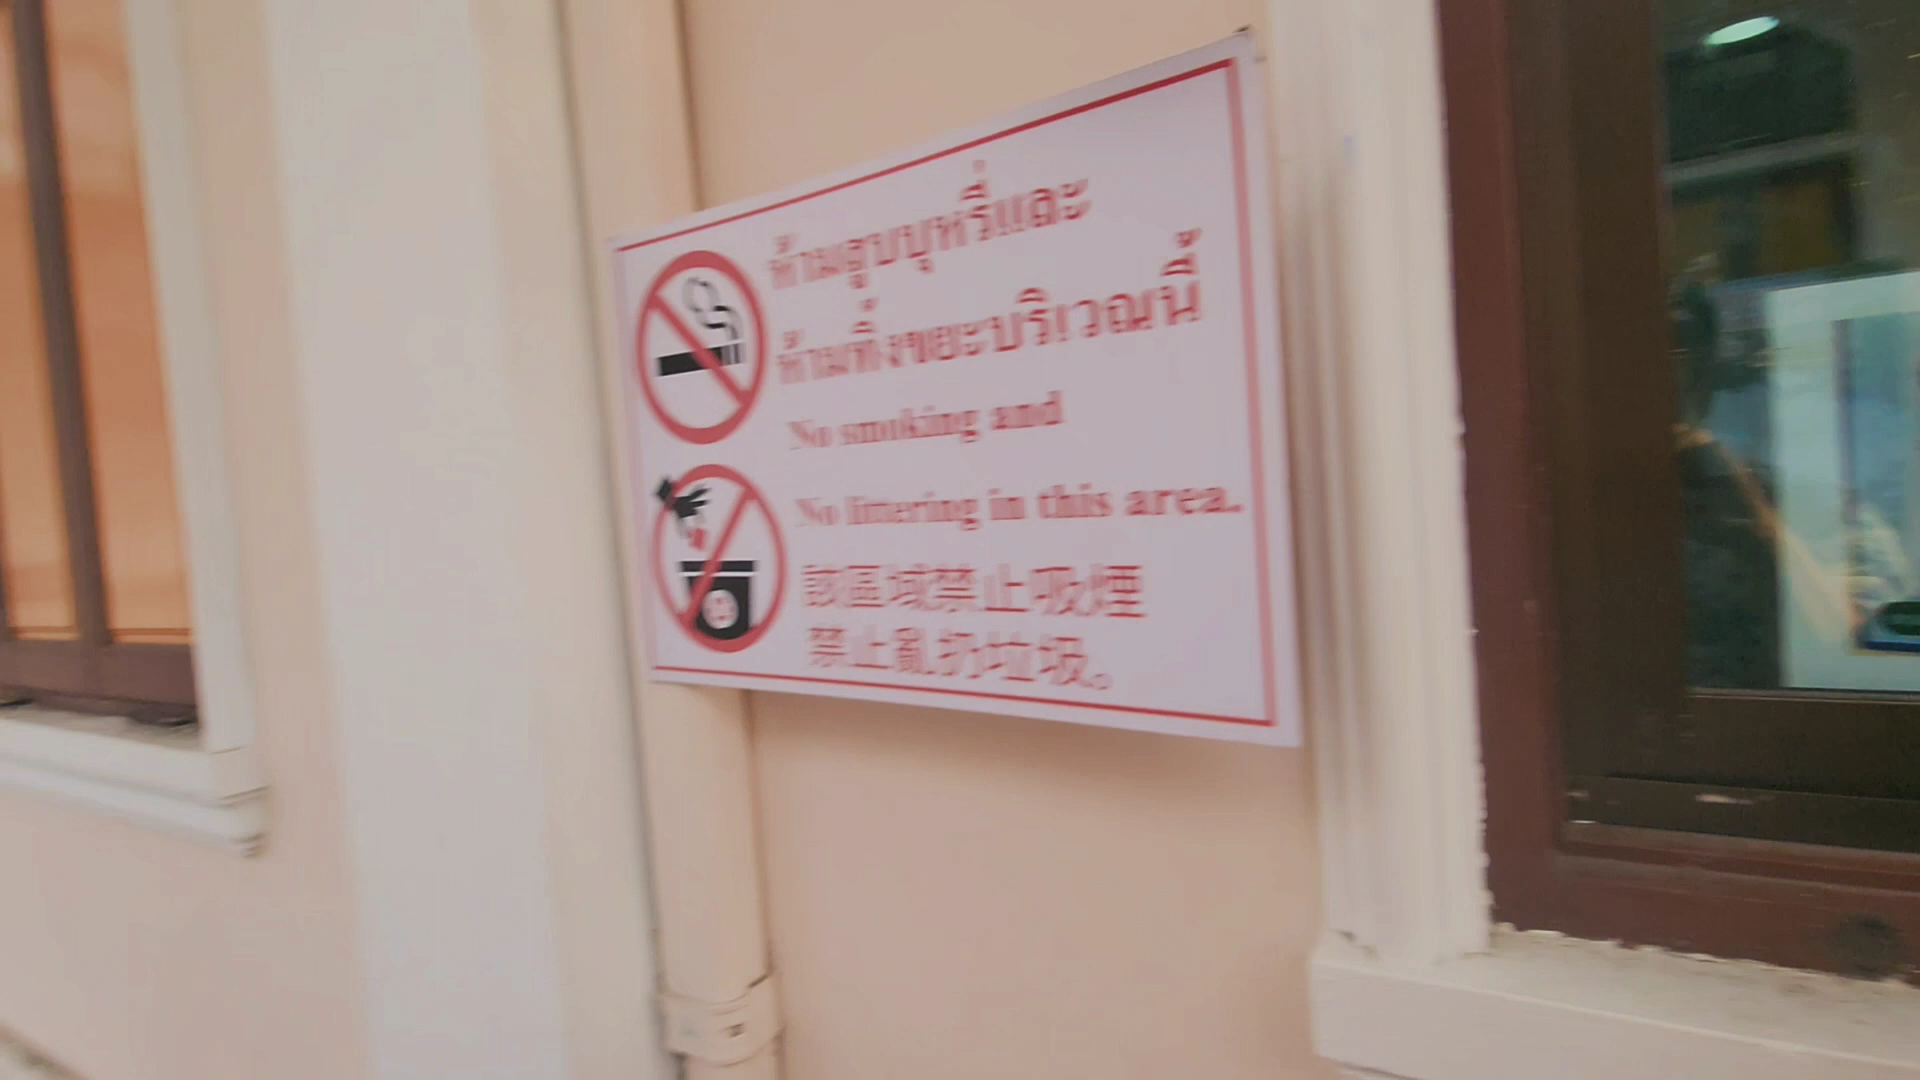 ห้ามสูบบุหรี่และ
ห้ามทิ้งขยะบริเวณนี้
No smoking and
No littering in this area.
該區域禁止吸煙
禁止亂扔垃圾。